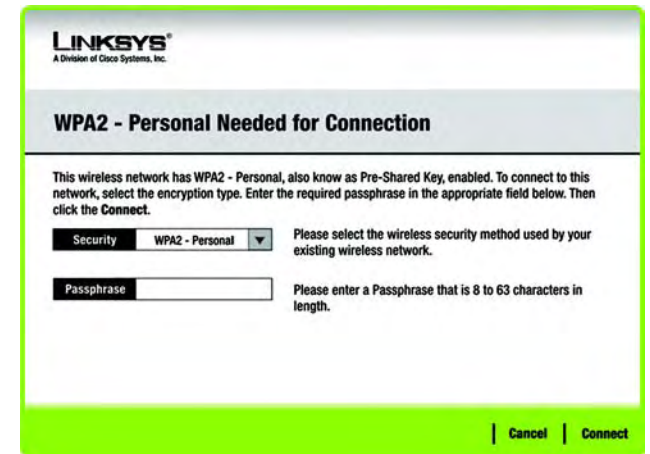 LINKSYS®
A Division of Cisco Systems, Inc.
WPA2 - Personal Needed for Connection
This wireless network has WPA2 - Personal, also know as Pre-Shared Key, enabled. To connect to this
network, select the encryption type. Enter the required passphrase in the appropriate field below. Then
click the Connect.
Security WPA2 - Personal
Please select the wireless security method used by your
existing wireless network.
Passphrase
Please enter a Passphrase that is 8 to 63 characters in
length.
Cancel Connect